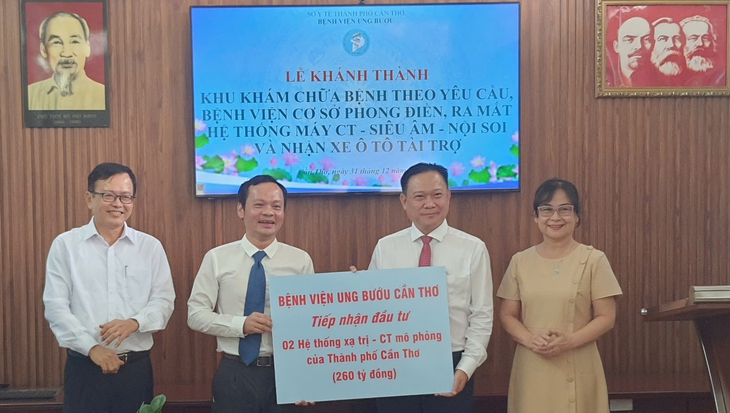 SỞ Y TẾ THÀNH PHỐ CẦN THƠ
BỆNH VIỆN UNG BƯỚU
LỄ KHÁNH THÀNH
KHU KHÁM CHỮA BỆNH THEO YÊU CẦU,
BỆNH VIỆN CƠ SỞ PHONG ĐIỀN, RA MẮT
HỆ THỐNG MÁY CT - SIÊU ÂM - NỘI SOI
VÀ NHẬN XE Ô TÔ TÀI TRỢ
31 tháng 12
BỆNH VIỆN UNG BƯỚU CẦN THƠ
Tiếp nhận đầu tư
02 Hệ thống xạ trị - CT mô phỏng
của Thành phố Cần Thơ
(260 tỷ đồng)